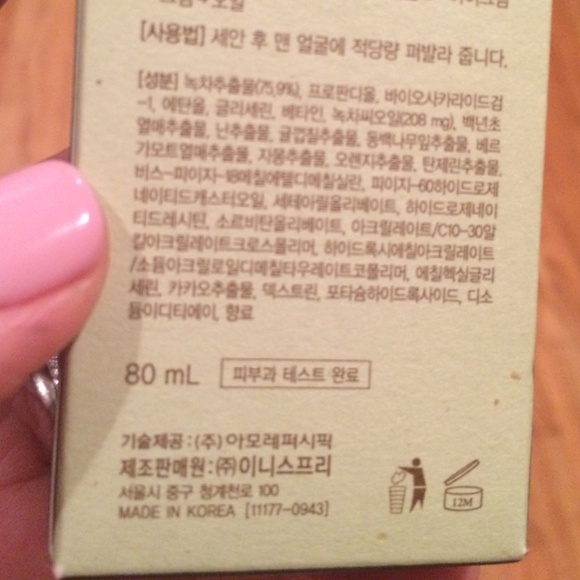 크림+오일
[사용법] 세안 후 맨 얼굴에 적당량 펴발라 줍니다.
[성분] 녹차추출물(75.9%), 프로판디올, 바이오사카라이드검
-1, 에탄올, 글리세린, 베타인, 녹차씨오일(208 mg), 백년초
열매추출물, 난추출물, 귤껍질추출물, 동백나무잎추출물, 베르
가모트열매추출물, 자몽추출물, 오렌지추출물, 탄제린추출물,
비스-피이지-18메칠에텔디메칠실란, 피이지-60하이드로제
네이티드캐스터오일, 세테아릴올리베이트, 하이드로제네이
티드레시틴, 소르비탄올리베이트, 아크릴레이트/C10-30알
킬아크릴레이트크로스폴리머, 하이드록시에칠아크릴레이트
/소듐아크릴로일디메칠타우레이트코폴리머, 에칠헥실글리
세린, 카카오추출물, 덱스트린, 포타슘하이드록사이드, 디소
듐이디티에이, 향료
80 mL 피부과 테스트 완료
기술제공 : (주) 아모레퍼시픽
제조판매원 : ㈜이니스프리
서울시 중구 청계천로 100
MADE IN KOREA [11177-0943]
12M